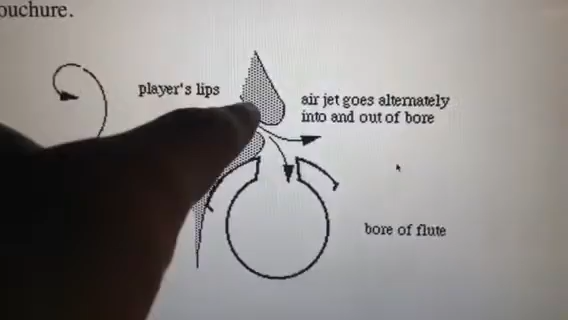 ouchure.
player's lips
air jet goes alternately
into and out of bore
bore of flute